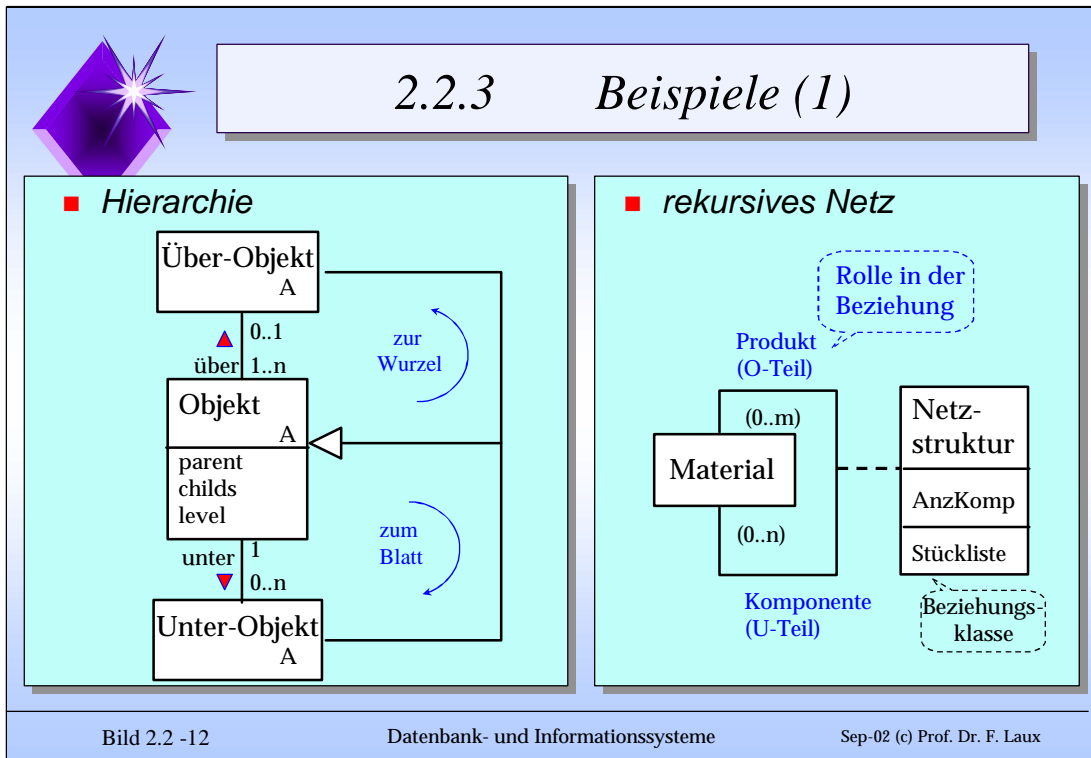 2.2.3 Beispiele (1)
Hierarchie
Über-Objekt
A
0..1
über 1..n
zur
Wurzel
Objekt
A
parent
childs
level
zum
Blatt
unter 1
0..n
Unter-Objekt
A
rekursives Netz
Rolle in der
Beziehung
Produkt
(O-Teil)
(0..m)
Material
(0..n)
Komponente
(U-Teil)
Netz-
struktur
AnzKomp
Stückliste
Beziehungs-
klasse
Bild 2.2 -12 Datenbank- und Informationssysteme Sep-02 (c) Prof. Dr. F. Laux